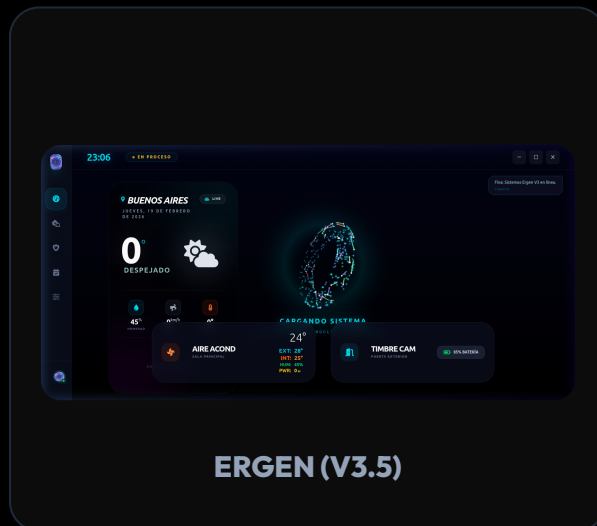 23:06
● EN PROCESO
Fina: Sistemas Ergen V3 en línea.
BUENOS AIRES
LIVE
JUEVES, 19 DE FEBRERO
DE 2026
0°
DESPEJADO
45%
CARGANDO SISTEMA
24°
AIRE ACOND
SALA PRINCIPAL
EXT: 28°
INT: 25°
HUM: 45%
PWR: 0
TIMBRE CAM
PUERTA EXTERIOR
85% BATERÍA
ERGEN (V3.5)